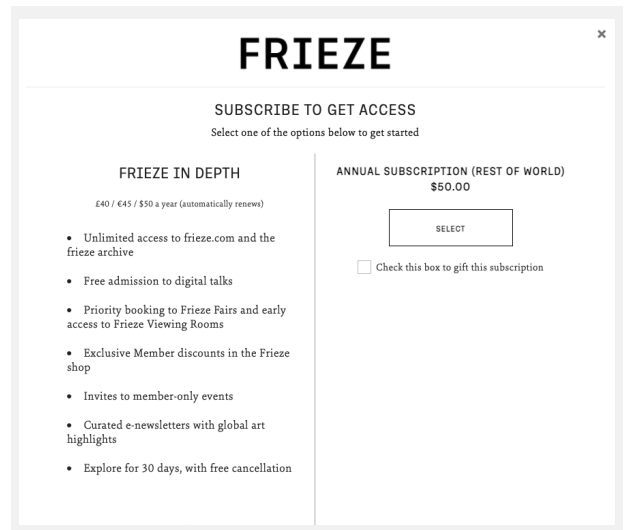 FRIEZE
SUBSCRIBE TO GET ACCESS
Select one of the options below to get started
FRIEZE IN DEPTH
£40 / €45 / $50 a year (automatically renews)
• Unlimited access to frieze.com and the
frieze archive
• Free admission to digital talks
• Priority booking to Frieze Fairs and early
access to Frieze Viewing Rooms
• Exclusive Member discounts in the Frieze
shop
• Invites to member-only events
• Curated e-newsletters with global art
highlights
• Explore for 30 days, with free cancellation
ANNUAL SUBSCRIPTION (REST OF WORLD)
$50.00
SELECT
Check this box to gift this subscription